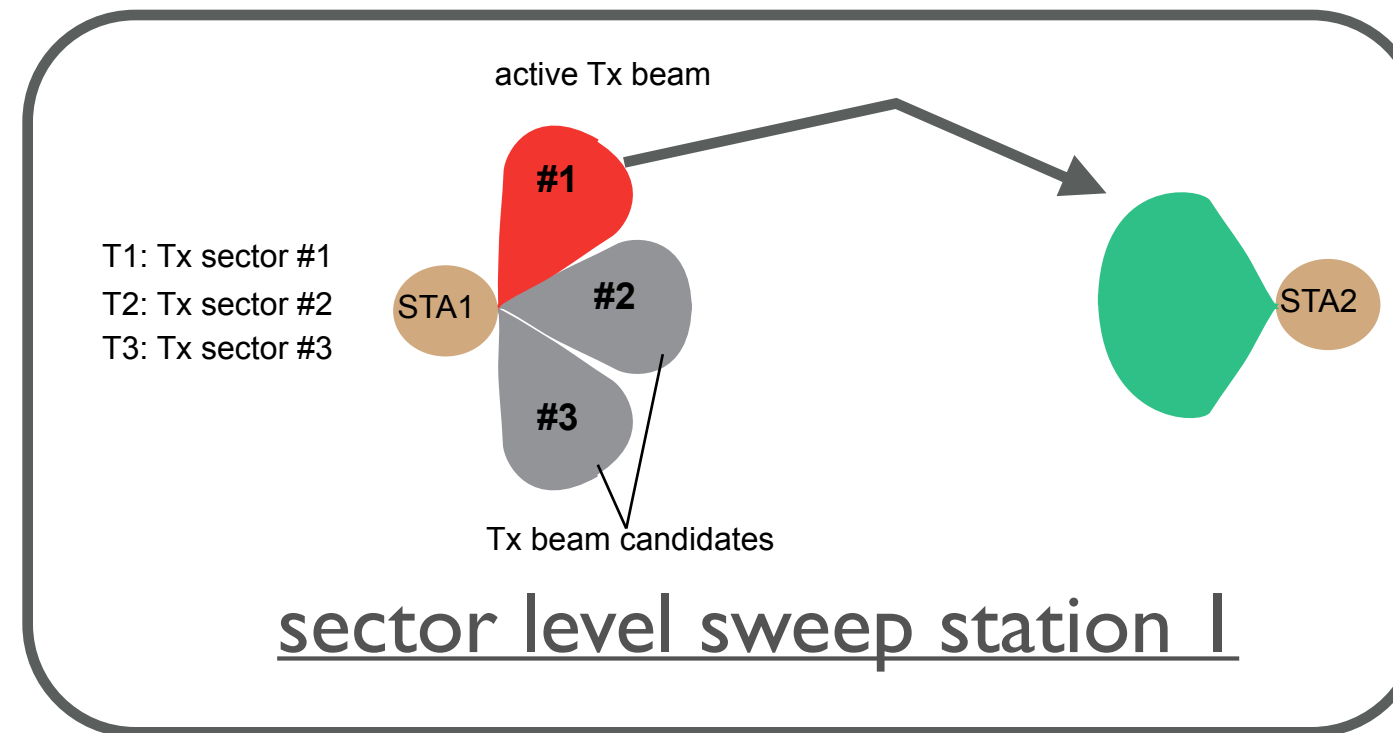 active Tx beam
#1
T1: Tx sector #1
T2: Tx sector #2
T3: Tx sector #3
STA1
#2
STA2
#3
Tx beam candidates
sector level sweep station 1